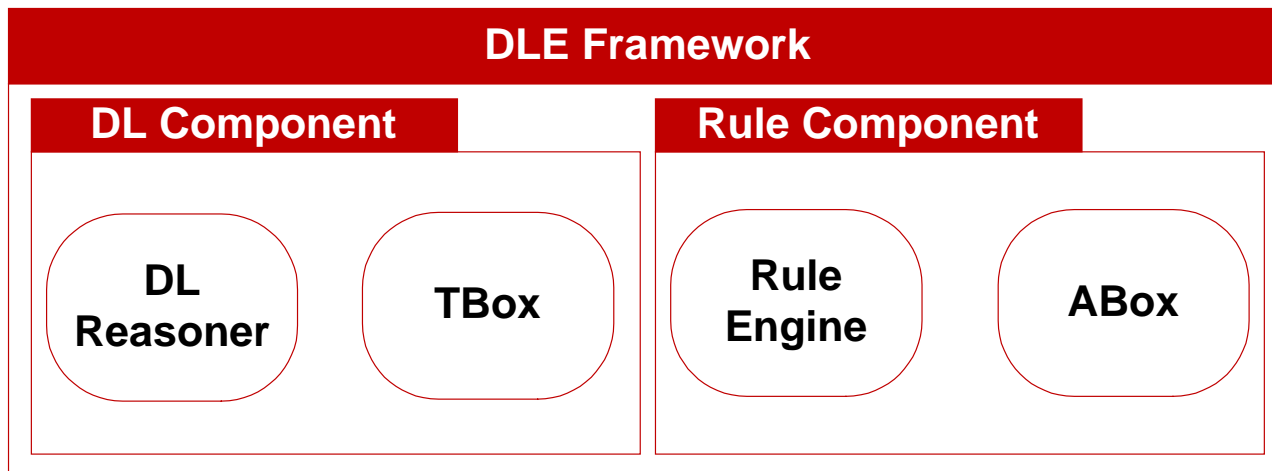 DLE Framework
DL Component
Rule Component
DL
Reasoner
TBox
Rule
Engine
ABox